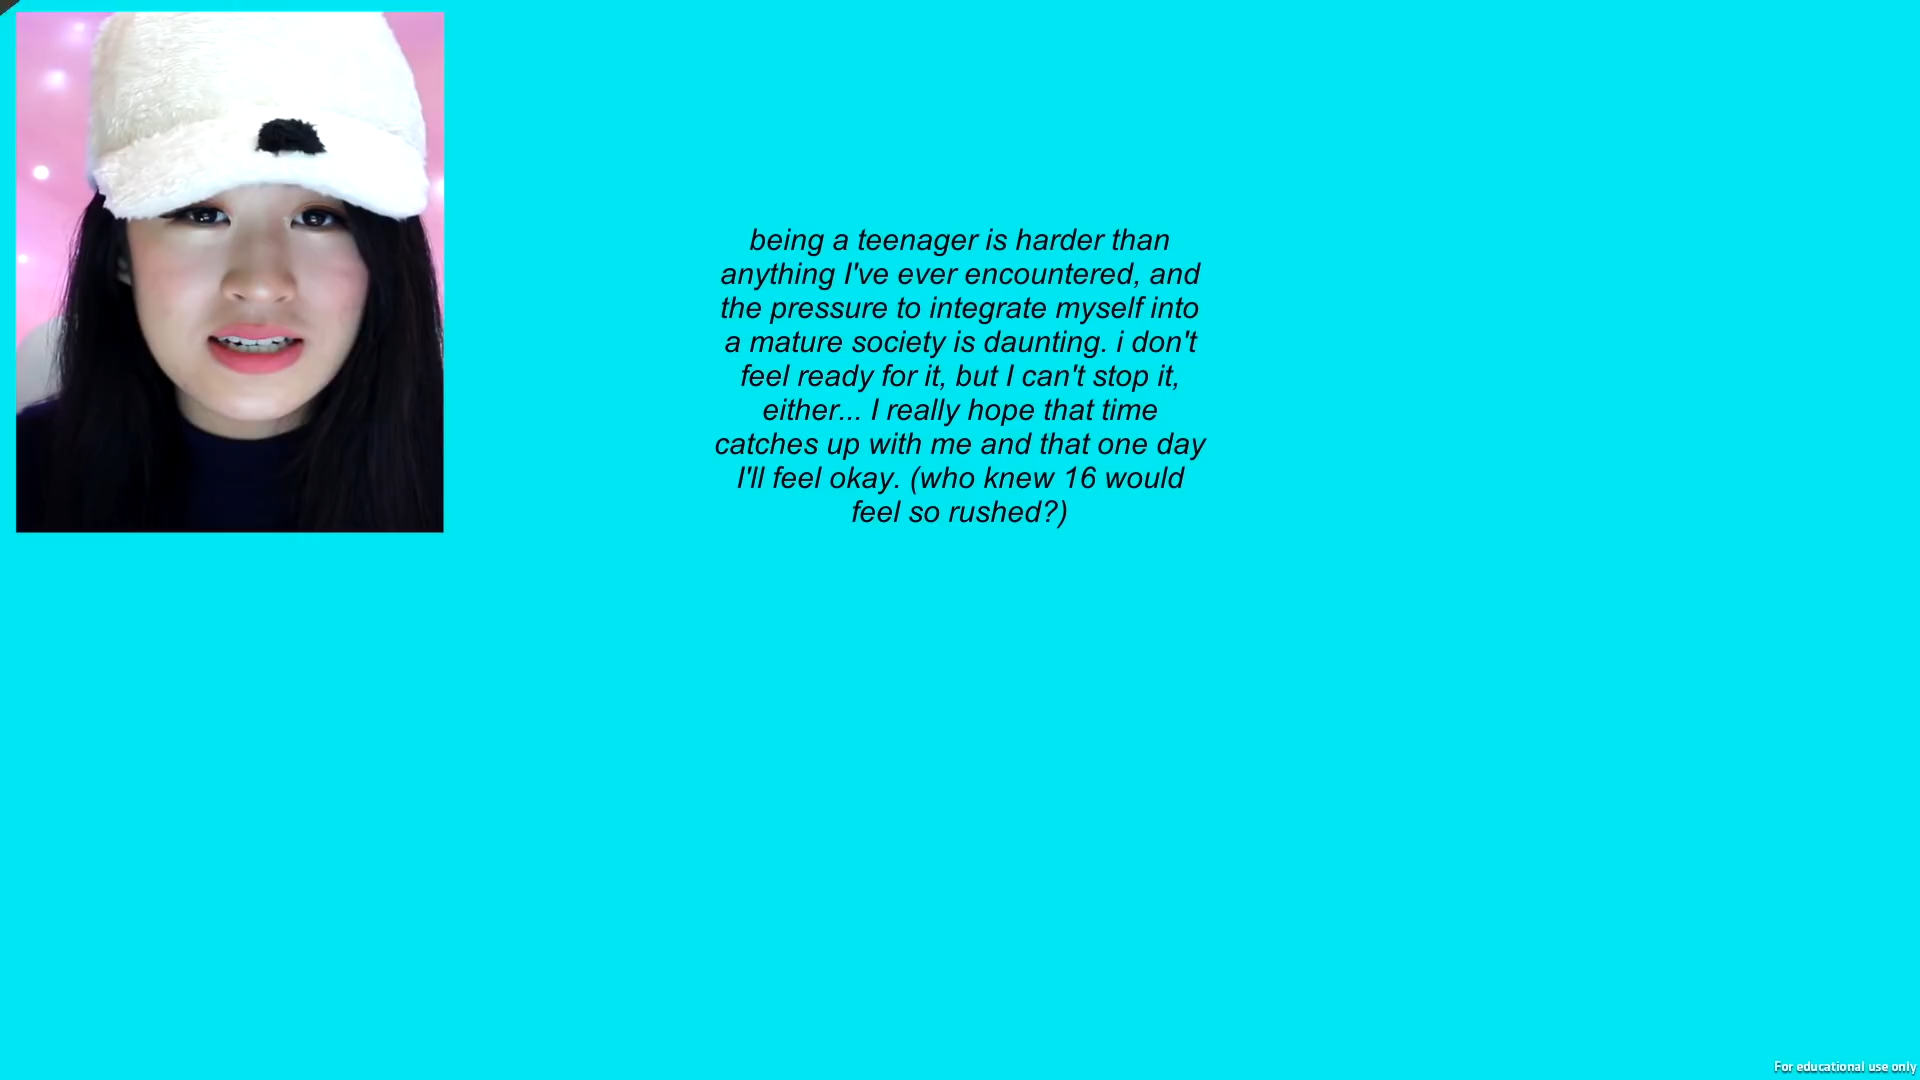 being a teenager is harder than
anything I've ever encountered, and
the pressure to integrate myself into
a mature society is daunting. i don't
feel ready for it, but I can't stop it,
either... I really hope that time
catches up with me and that one day
I'll feel okay. (who knew 16 would
feel so rushed?)
For educational use only